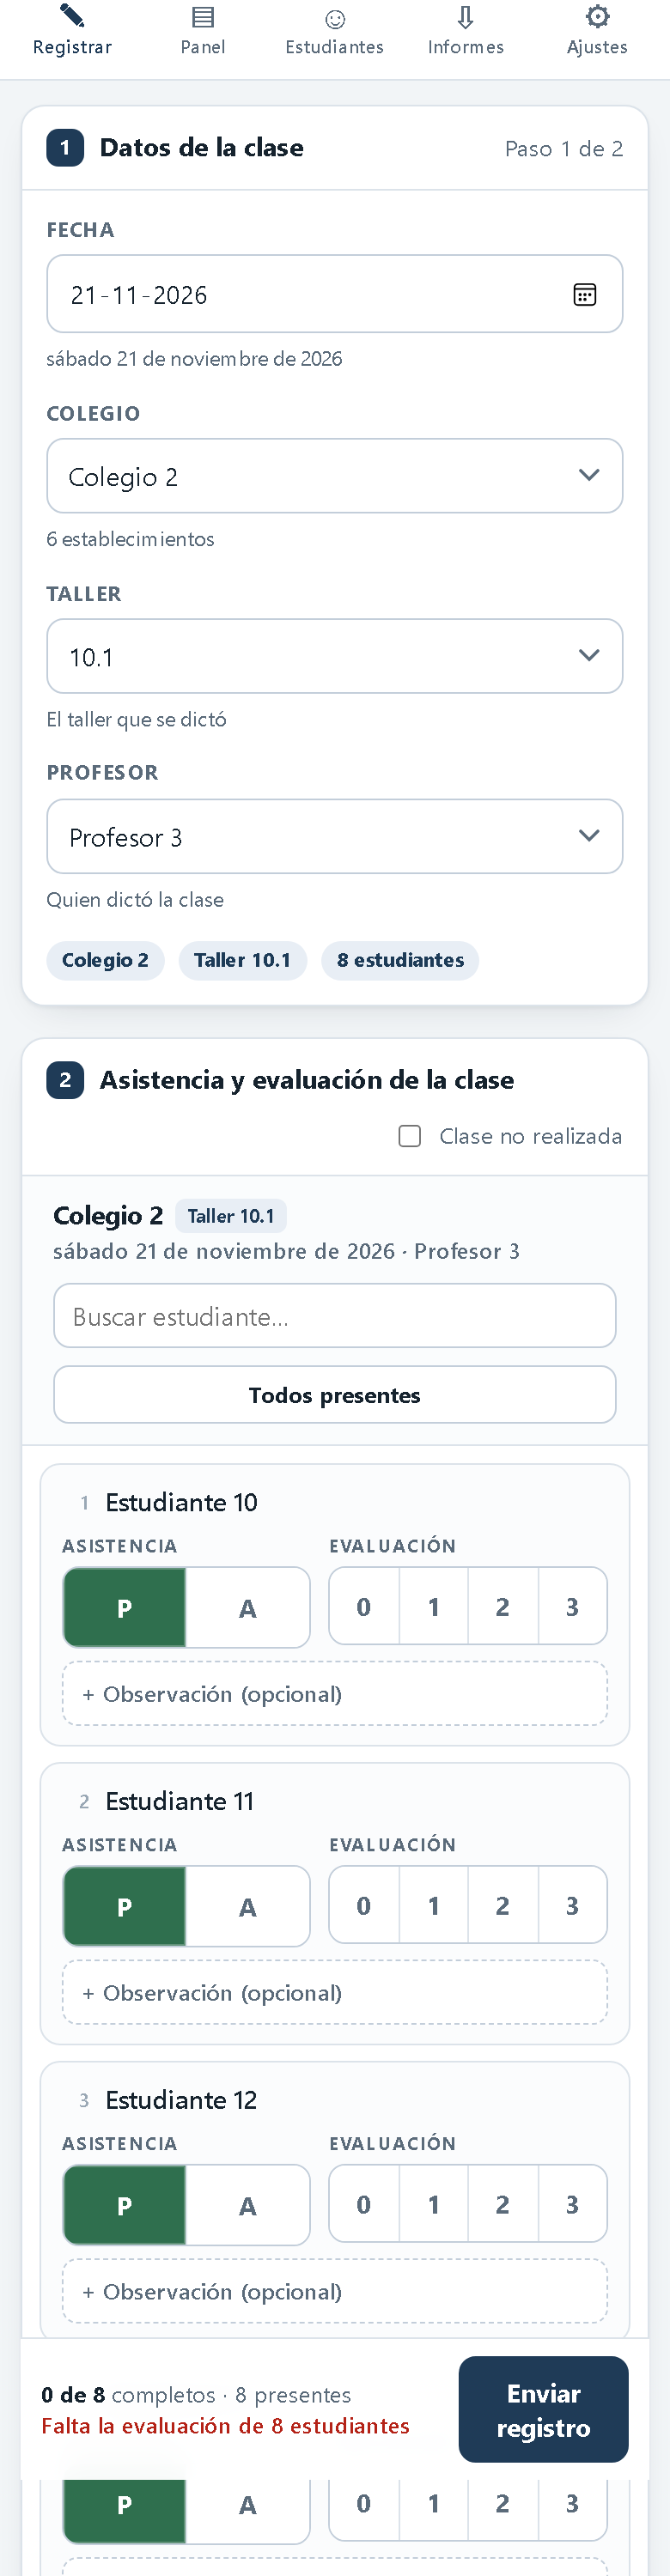 Registrar Panel Estudiantes Informes Ajustes
1 Datos de la clase Paso 1 de 2
FECHA
21-11-2026
sábado 21 de noviembre de 2026
COLEGIO
Colegio 2
6 establecimientos
TALLER
10.1
El taller que se dictó
PROFESOR
Profesor 3
Quien dictó la clase
Colegio 2 Taller 10.1 8 estudiantes
2 Asistencia y evaluación de la clase
Clase no realizada
Colegio 2 Taller 10.1
sábado 21 de noviembre de 2026 · Profesor 3
Buscar estudiante...
Todos presentes
1 Estudiante 10
ASISTENCIA EVALUACIÓN
P A 0 1 2 3
+ Observación (opcional)
2 Estudiante 11
ASISTENCIA EVALUACIÓN
P A 0 1 2 3
+ Observación (opcional)
3 Estudiante 12
ASISTENCIA EVALUACIÓN
P A 0 1 2 3
+ Observación (opcional)
0 de 8 completos · 8 presentes
Falta la evaluación de 8 estudiantes
Enviar
registro
P A 0 1 2 3